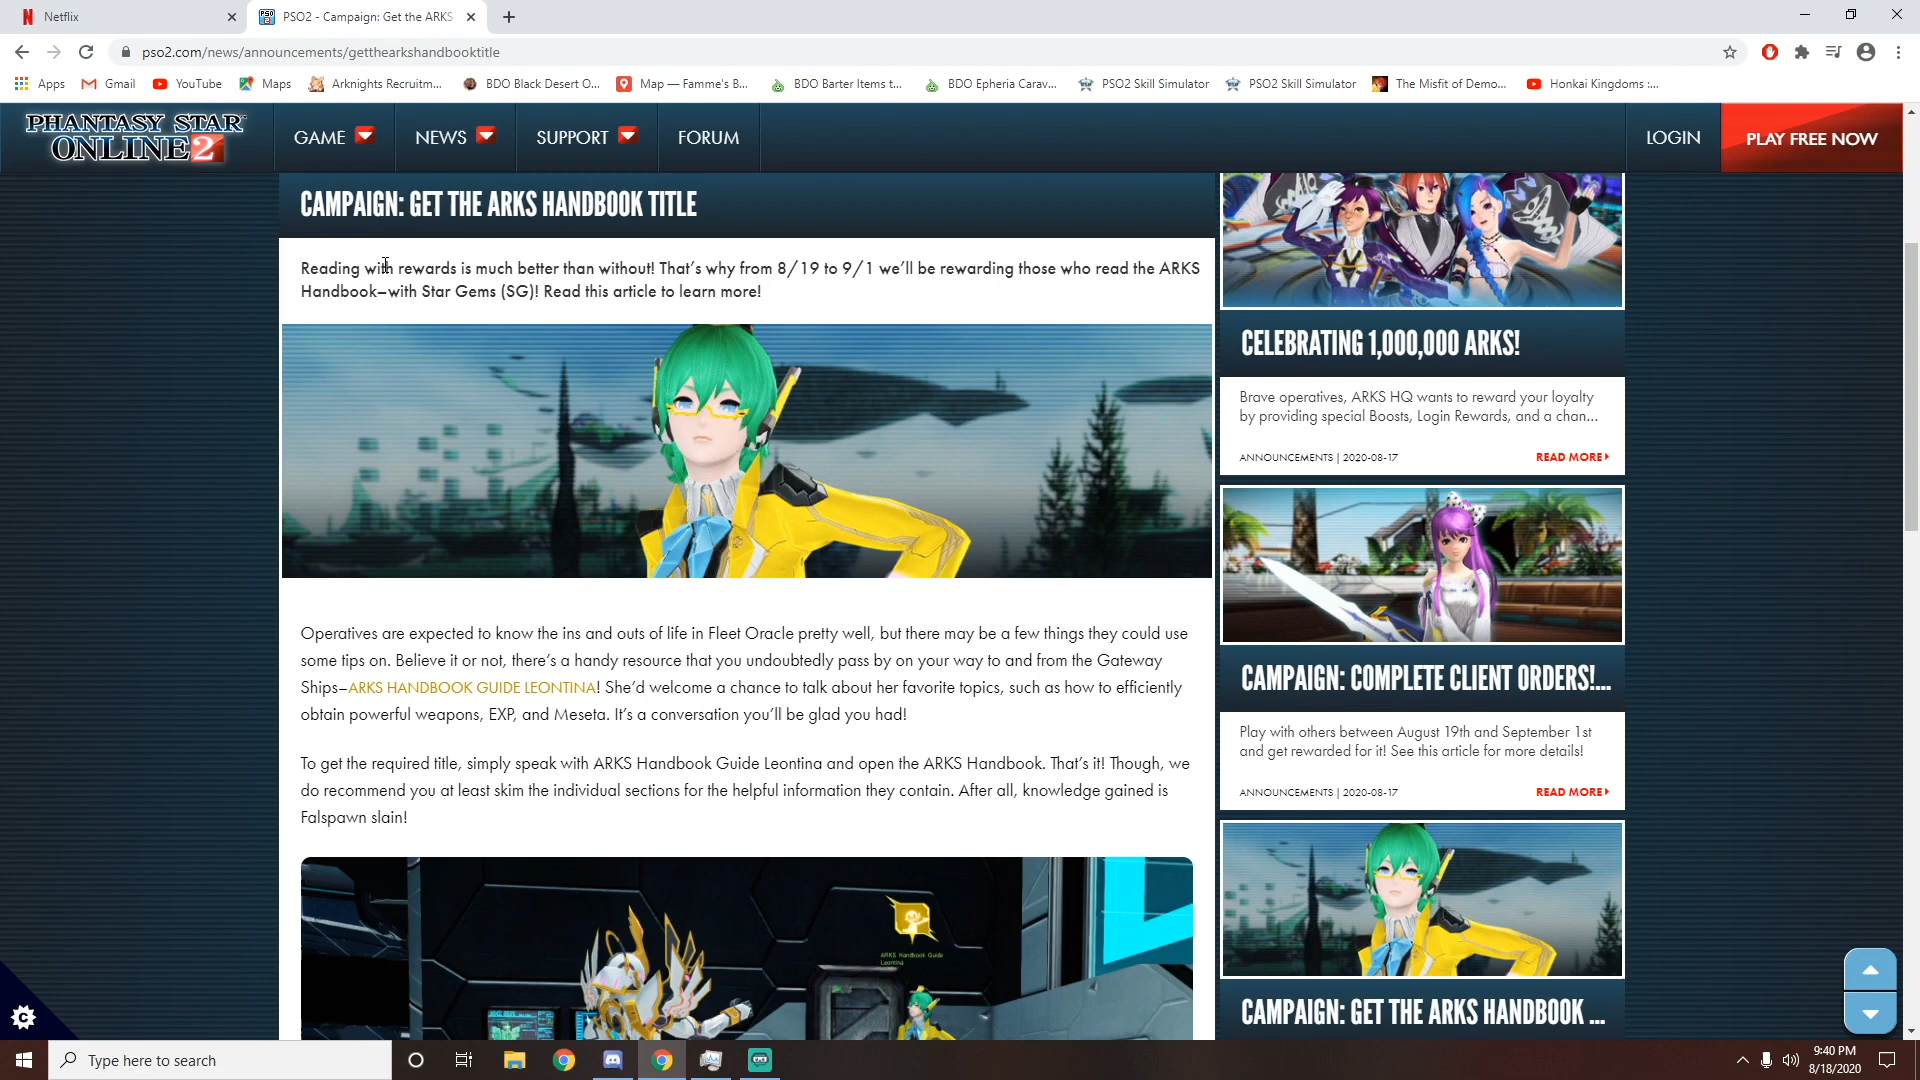 Netflix
PSO2 - Campaign: Get the ARKS
pso2.com/news/announcements/getthearkshandbooktitle
Apps
Gmail
YouTube
Maps
Arknights Recruitm...
BDO Black Desert O...
Map — Famme's B...
BDO Barter Items t...
BDO Epheria Carav...
PSO2 Skill Simulator
PSO2 Skill Simulator
The Misfit of Demo...
Honkai Kingdoms :...
PHANTASY STAR
ONLINE 2
GAME
NEWS
SUPPORT
FORUM
LOGIN
PLAY FREE NOW
CAMPAIGN: GET THE ARKS HANDBOOK TITLE
Reading with rewards is much better than without! That's why from 8/19 to 9/1 we'll be rewarding those who read the ARKS
Handbook–with Star Gems (SG)! Read this article to learn more!
Operatives are expected to know the ins and outs of life in Fleet Oracle pretty well, but there may be a few things they could use
some tips on. Believe it or not, there's a handy resource that you undoubtedly pass by on your way to and from the Gateway
Ships–ARKS HANDBOOK GUIDE LEONTINA! She'd welcome a chance to talk about her favorite topics, such as how to efficiently
obtain powerful weapons, EXP, and Meseta. It's a conversation you'll be glad you had!
To get the required title, simply speak with ARKS Handbook Guide Leontina and open the ARKS Handbook. That's it! Though, we
do recommend you at least skim the individual sections for the helpful information they contain. After all, knowledge gained is
Falspawn slain!
ARKS Handbook Guide
Leontina
CELEBRATING 1,000,000 ARKS!
Brave operatives, ARKS HQ wants to reward your loyalty
by providing special Boosts, Login Rewards, and a chan...
ANNOUNCEMENTS | 2020-08-17
READ MORE
CAMPAIGN: COMPLETE CLIENT ORDERS!...
Play with others between August 19th and September 1st
and get rewarded for it! See this article for more details!
ANNOUNCEMENTS | 2020-08-17
READ MORE
CAMPAIGN: GET THE ARKS HANDBOOK ...
Type here to search
9:40 PM
8/18/2020